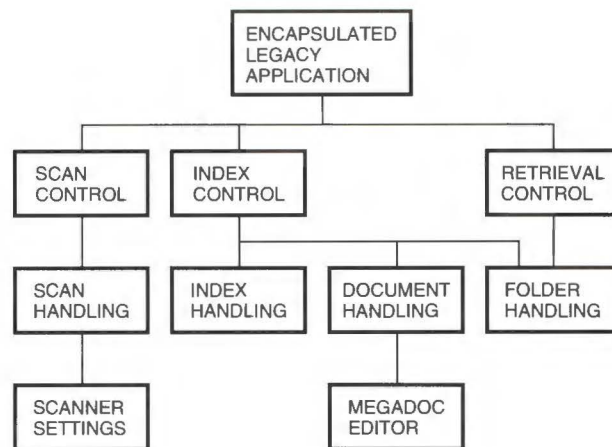 ENCAPSULATED
LEGACY
APPLICATION
SCAN
CONTROL
INDEX
CONTROL
RETRIEVAL
CONTROL
SCAN
HANDLING
INDEX
HANDLING
DOCUMENT
HANDLING
FOLDER
HANDLING
SCANNER
SETTINGS
MEGADOC
EDITOR